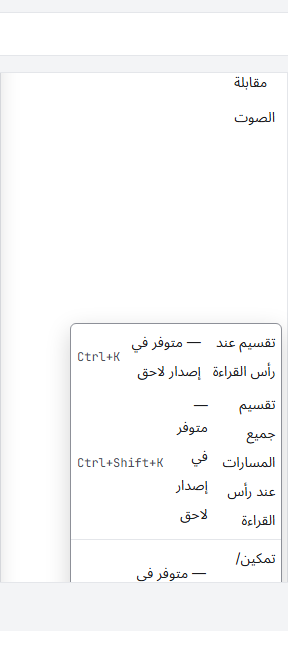 مقابلة
الصوت
تقسيم عند
رأس القراءة
— متوفر في
إصدار لاحق
Ctrl+K
تقسيم
جميع
المسارات
عند رأس
القراءة
—
متوفر
في
إصدار
لاحق
Ctrl+Shift+K
تمكين/
— متوفر في